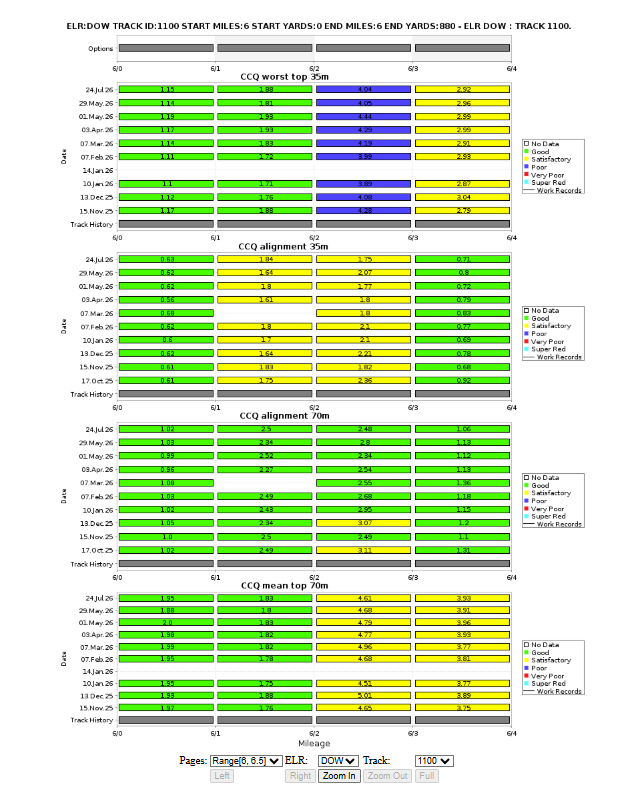 ELR:DOW TRACK ID:1100 START MILES:6 START YARDS:0 END MILES:6 END YARDS:880 - ELR DOW : TRACK 1100.
Options
6/0 6/1 6/2 6/3 6/4
CCQ worst top 35m
24.Jul.26 1.15 1.88 4.04 2.92
29.May.26 1.14 1.81 4.05 2.96
01.May.26 1.19 1.93 4.44 2.99
03.Apr.26 1.17 1.93 4.29 2.99
07.Mar.26 1.14 1.83 4.19 2.91
07.Feb.26 1.11 1.72 3.99 2.93
14.Jan.26
10.Jan.26 1.1 1.71 3.89 2.87
13.Dec.25 1.12 1.76 4.08 3.04
15.Nov.25 1.17 1.88 4.28 2.79
Track History
Date
6/0 6/1 6/2 6/3 6/4
No Data
Good
Satisfactory
Poor
Very Poor
Super Red
Work Records
CCQ alignment 35m
24.Jul.26 0.63 1.84 1.75 0.71
29.May.26 0.62 1.64 2.07 0.8
01.May.26 0.62 1.8 1.77 0.72
03.Apr.26 0.56 1.61 1.8 0.79
07.Mar.26 0.68 1.8 0.83
07.Feb.26 0.62 1.8 2.1 0.77
10.Jan.26 0.6 1.7 2.1 0.69
13.Dec.25 0.62 1.64 2.21 0.78
15.Nov.25 0.61 1.83 1.82 0.68
17.Oct.25 0.61 1.75 2.36 0.92
Track History
Date
6/0 6/1 6/2 6/3 6/4
No Data
Good
Satisfactory
Poor
Very Poor
Super Red
Work Records
CCQ alignment 70m
24.Jul.26 1.02 2.5 2.48 1.06
29.May.26 1.03 2.34 2.8 1.13
01.May.26 0.99 2.52 2.34 1.12
03.Apr.26 0.96 2.27 2.54 1.13
07.Mar.26 1.08 2.55 1.36
07.Feb.26 1.03 2.49 2.68 1.18
10.Jan.26 1.02 2.43 2.95 1.15
13.Dec.25 1.05 2.34 3.07 1.2
15.Nov.25 1.0 2.5 2.49 1.1
17.Oct.25 1.02 2.49 3.11 1.31
Track History
Date
6/0 6/1 6/2 6/3 6/4
No Data
Good
Satisfactory
Poor
Very Poor
Super Red
Work Records
CCQ mean top 70m
24.Jul.26 1.95 1.83 4.61 3.93
29.May.26 1.88 1.8 4.68 3.91
01.May.26 2.0 1.83 4.79 3.96
03.Apr.26 1.98 1.82 4.77 3.93
07.Mar.26 1.99 1.82 4.96 3.77
07.Feb.26 1.95 1.78 4.68 3.81
14.Jan.26
10.Jan.26 1.95 1.75 4.51 3.77
13.Dec.25 1.93 1.88 5.01 3.89
15.Nov.25 1.97 1.76 4.65 3.75
Track History
Date
6/0 6/1 6/2 6/3 6/4
No Data
Good
Satisfactory
Poor
Very Poor
Super Red
Work Records
Mileage
Pages: Range[6, 6.5] ELR: DOW Track: 1100
Left Right Zoom In Zoom Out Full